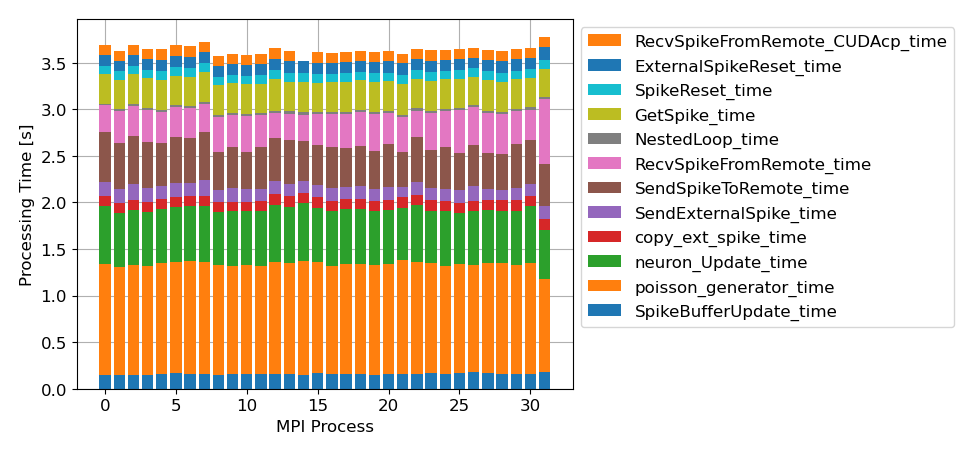 Processing Time [s]
3.5
3.0
2.5
2.0
1.5
1.0
0.5
0.0
0 5 10 15 20 25 30
MPI Process
RecvSpikeFromRemote_CUDAcp_time
ExternalSpikeReset_time
SpikeReset_time
GetSpike_time
NestedLoop_time
RecvSpikeFromRemote_time
SendSpikeToRemote_time
SendExternalSpike_time
copy_ext_spike_time
neuron_Update_time
poisson_generator_time
SpikeBufferUpdate_time